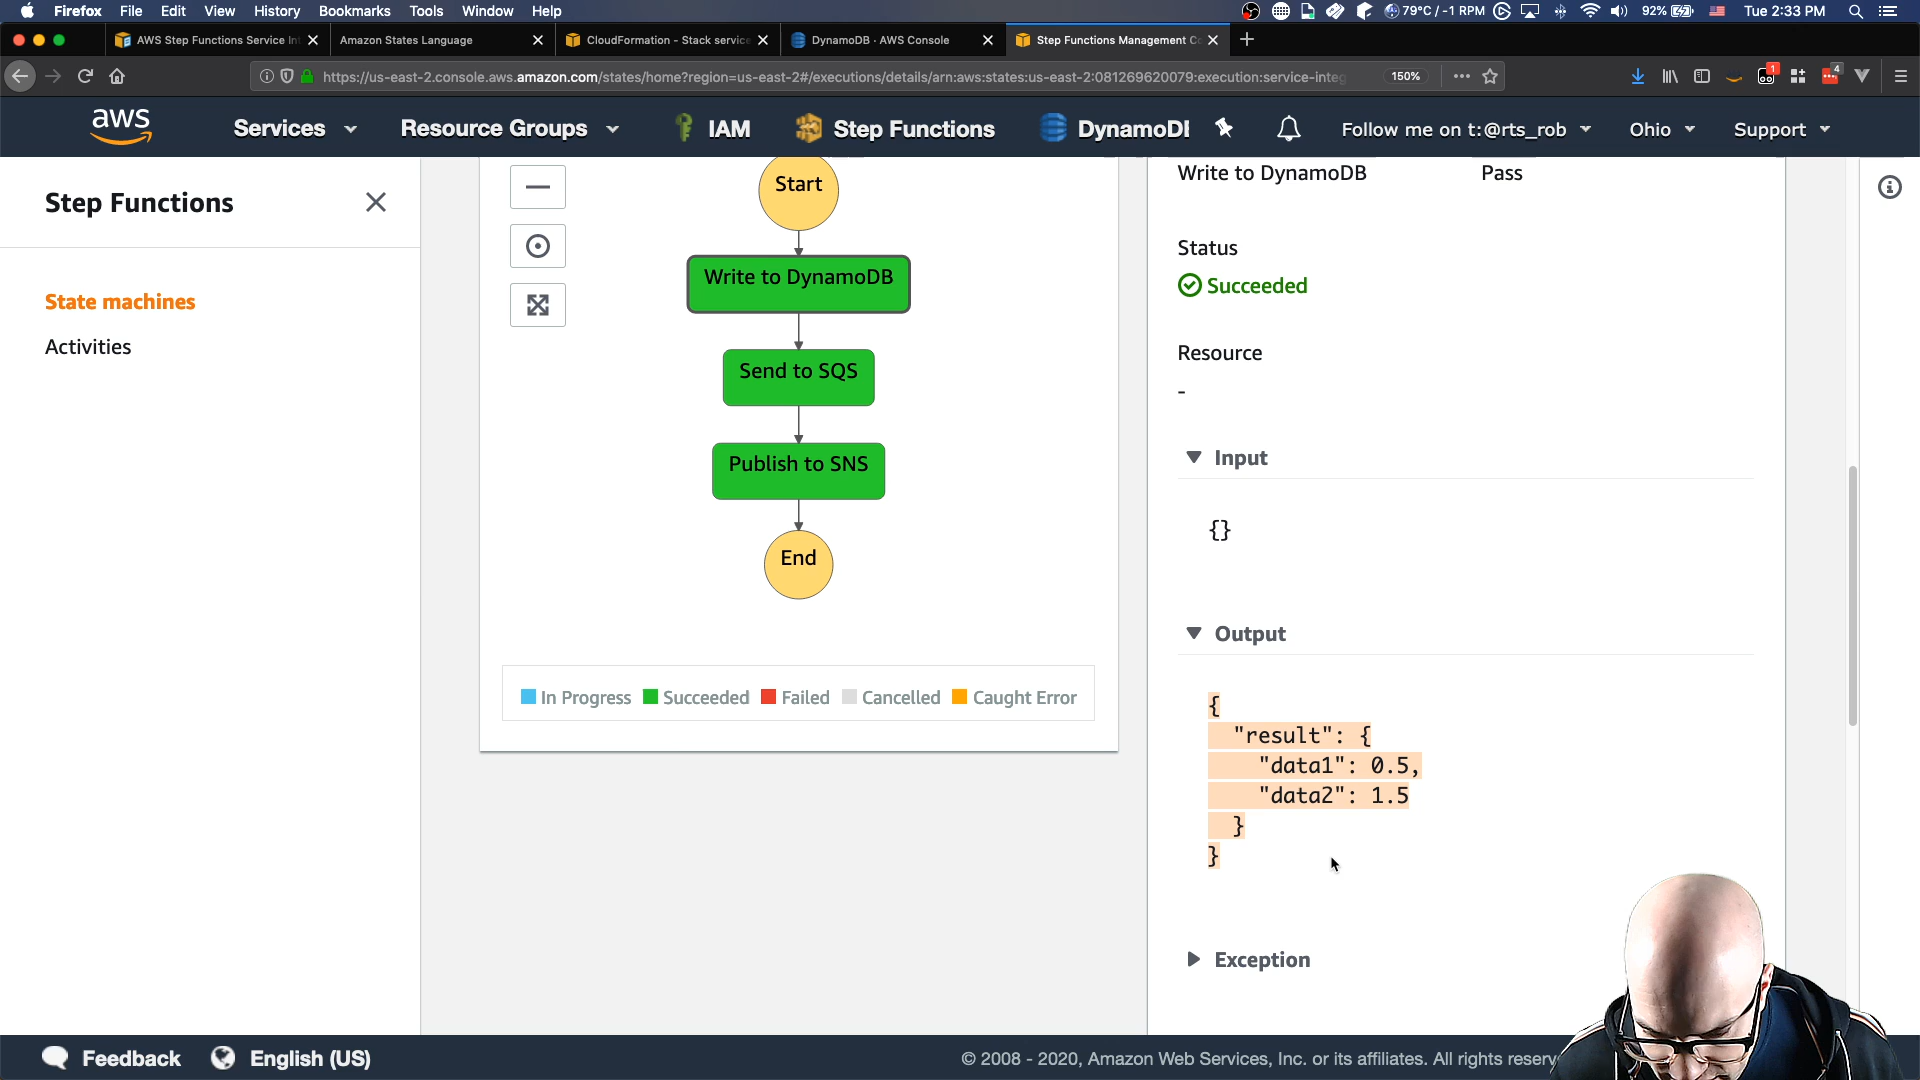 Firefox File Edit View History Bookmarks Tools Window Help
79°C / -1 RPM 92% Tue 2:33 PM
AWS Step Functions Service In
Amazon States Language
CloudFormation - Stack service
DynamoDB · AWS Console
Step Functions Management Co
https://us-east-2.console.aws.amazon.com/states/home?region=us-east-2#/executions/details/arn:aws:states:us-east-2:081269620079:execution:service-integ
150%
1
4
aws
Services
Resource Groups
IAM
Step Functions
DynamoDI
Follow me on t:@rts_rob
Ohio
Support
Step Functions
State machines
Activities
Start
Write to DynamoDB
Send to SQS
Publish to SNS
End
In Progress Succeeded Failed Cancelled Caught Error
Write to DynamoDB
Pass
Status
Succeeded
Resource
-
Input
{}
Output
{
"result": {
"data1": 0.5,
"data2": 1.5
}
}
Exception
Feedback
English (US)
© 2008 - 2020, Amazon Web Services, Inc. or its affiliates. All rights reserv